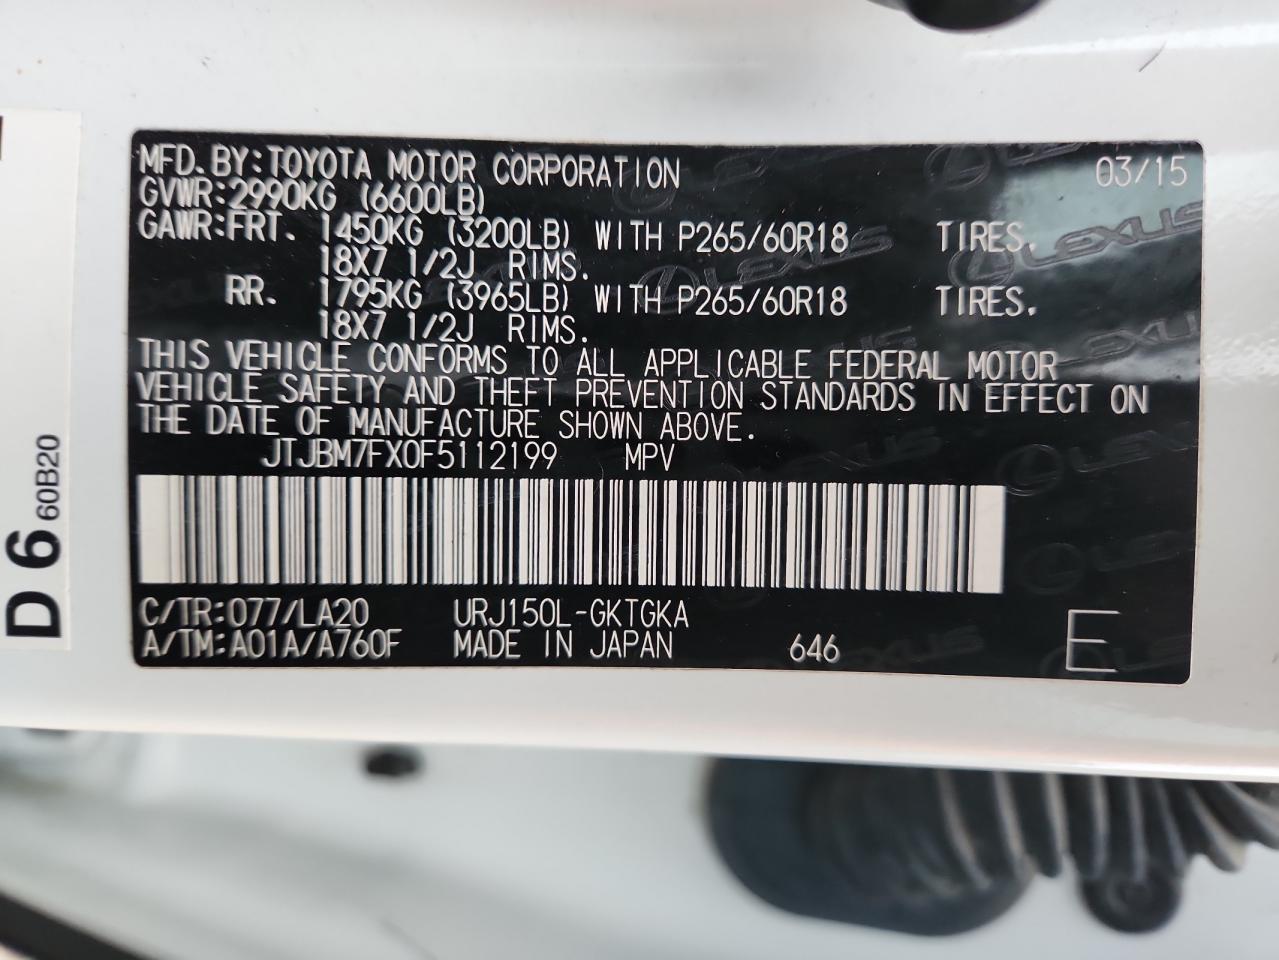 MFD.BY:TOYOTA MOTOR CORPORATION 03/15
GVWR:2990KG (6600LB)
GAWR:FRT. 1450KG (3200LB) WITH P265/60R18 TIRES.
18X7 1/2J RIMS.
RR. 1795KG (3965LB) WITH P265/60R18 TIRES.
18X7 1/2J RIMS.
THIS VEHICLE CONFORMS TO ALL APPLICABLE FEDERAL MOTOR
VEHICLE SAFETY AND THEFT PREVENTION STANDARDS IN EFFECT ON
THE DATE OF MANUFACTURE SHOWN ABOVE.
JTJBM7FX0F5112199 MPV
C/TR:077/LA20 URJ150L-GKTGKA
A/TM:A01A/A760F MADE IN JAPAN 646 E
D 6 60B20
LEXUS